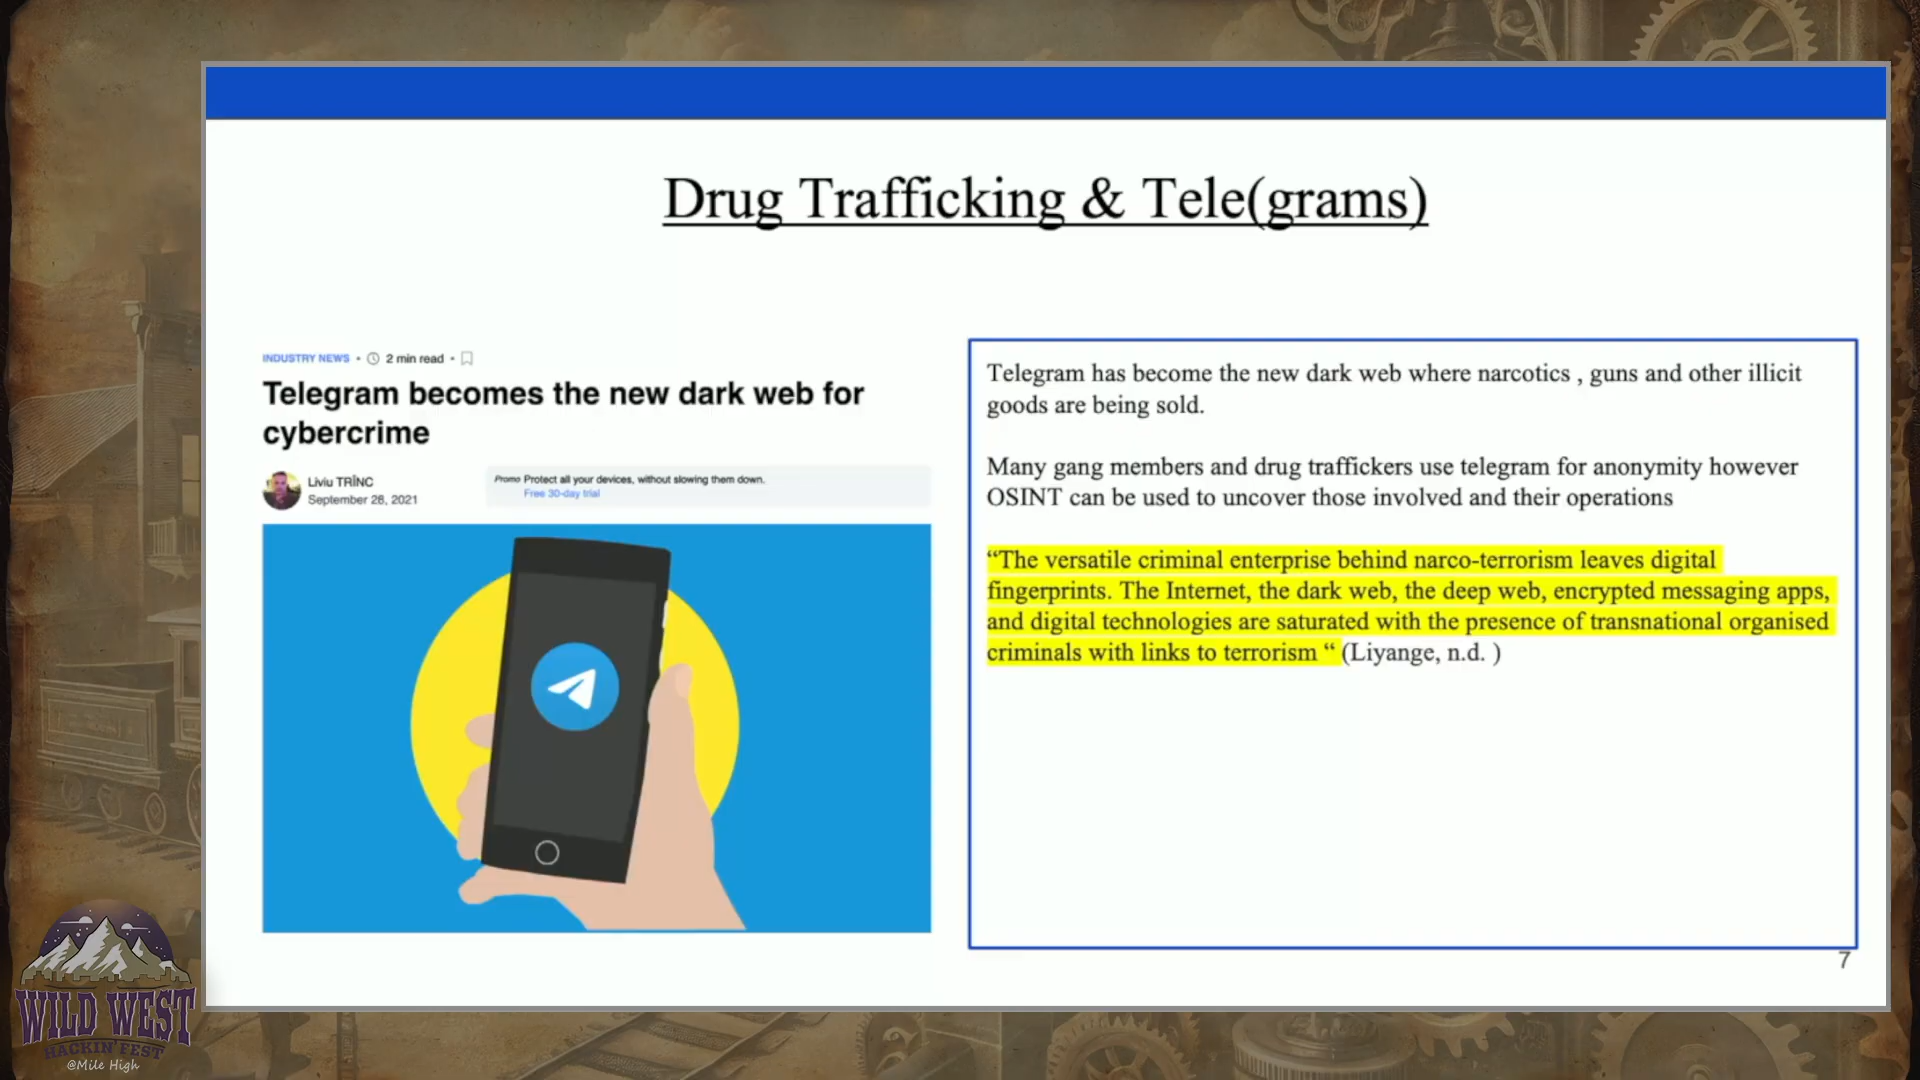 Drug Trafficking & Tele(grams)
INDUSTRY NEWS • 2 min read •
Telegram becomes the new dark web for
cybercrime
Liviu TRÎNC
September 28, 2021
Promo Protect all your devices, without slowing them down.
Free 30-day trial
Telegram has become the new dark web where narcotics , guns and other illicit
goods are being sold.
Many gang members and drug traffickers use telegram for anonymity however
OSINT can be used to uncover those involved and their operations
“The versatile criminal enterprise behind narco-terrorism leaves digital
fingerprints. The Internet, the dark web, the deep web, encrypted messaging apps,
and digital technologies are saturated with the presence of transnational organised
criminals with links to terrorism “ (Liyange, n.d. )
7
WILD WEST
HACKIN' FEST
@Mile High